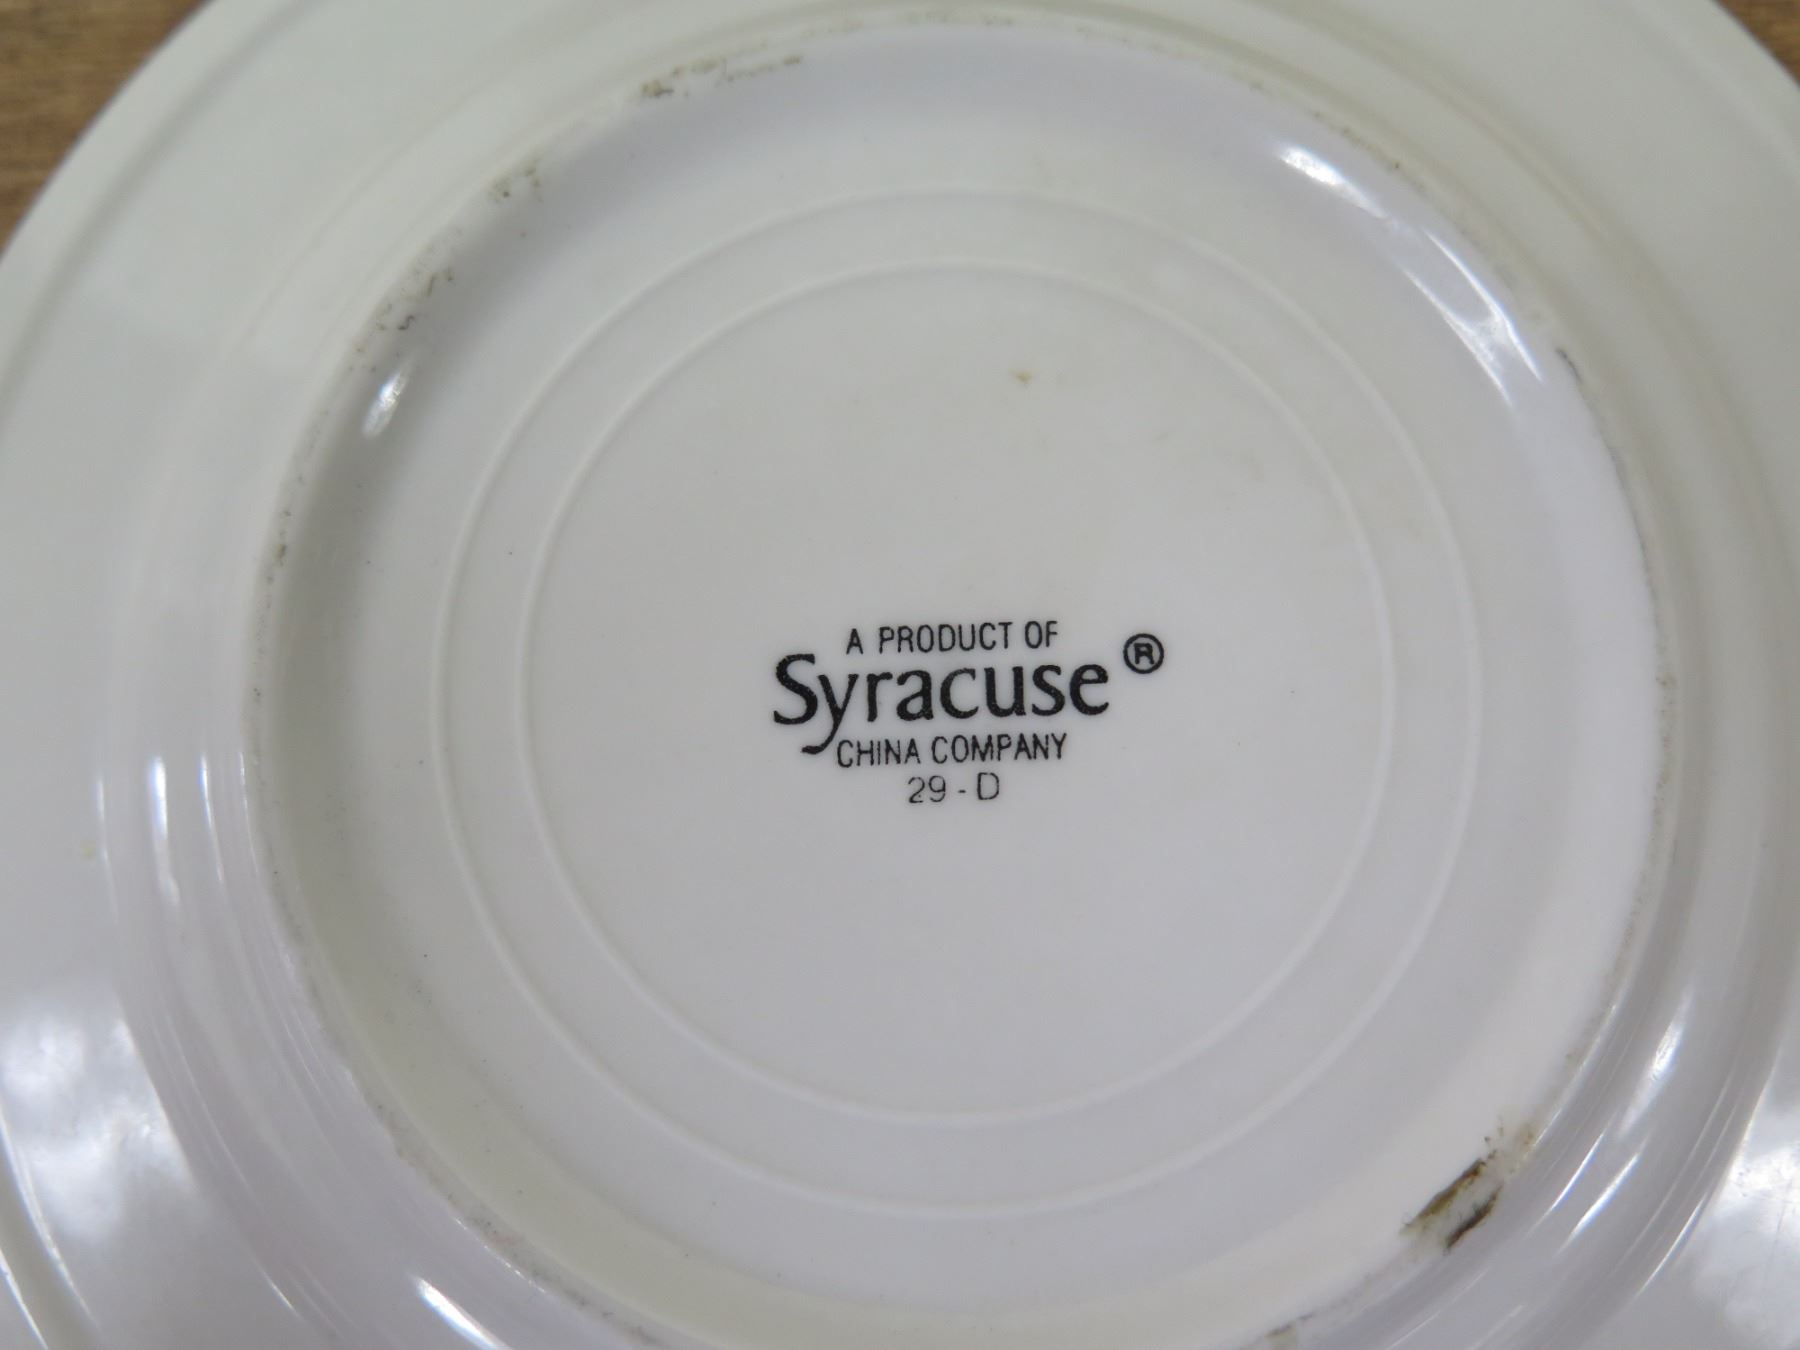 A PRODUCT OF
Syracuse ®
CHINA COMPANY
29 - D